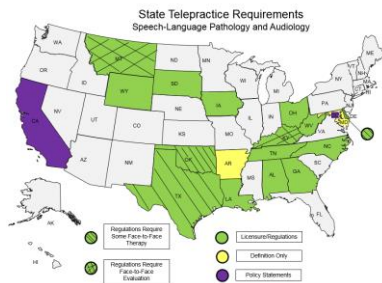 State Telepractice Requirements
Speech-Language Pathology and Audiology
WA
MT
ND
MN
ME
OR
ID
WY
SD
WI
MI
NY
NV
UT
CO
NE
IA
IL
IN
OH
PA
CA
KS
MO
KY
WV
VA
DE
AZ
NM
OK
AR
TN
NC
SC
TX
LA
MS
AL
GA
FL
AK
HI
Regulations Require
Some Face-to-Face
Therapy
Regulations Require
Face-to-Face
Evaluation
Licensure/Regulations
Definition Only
Policy Statements